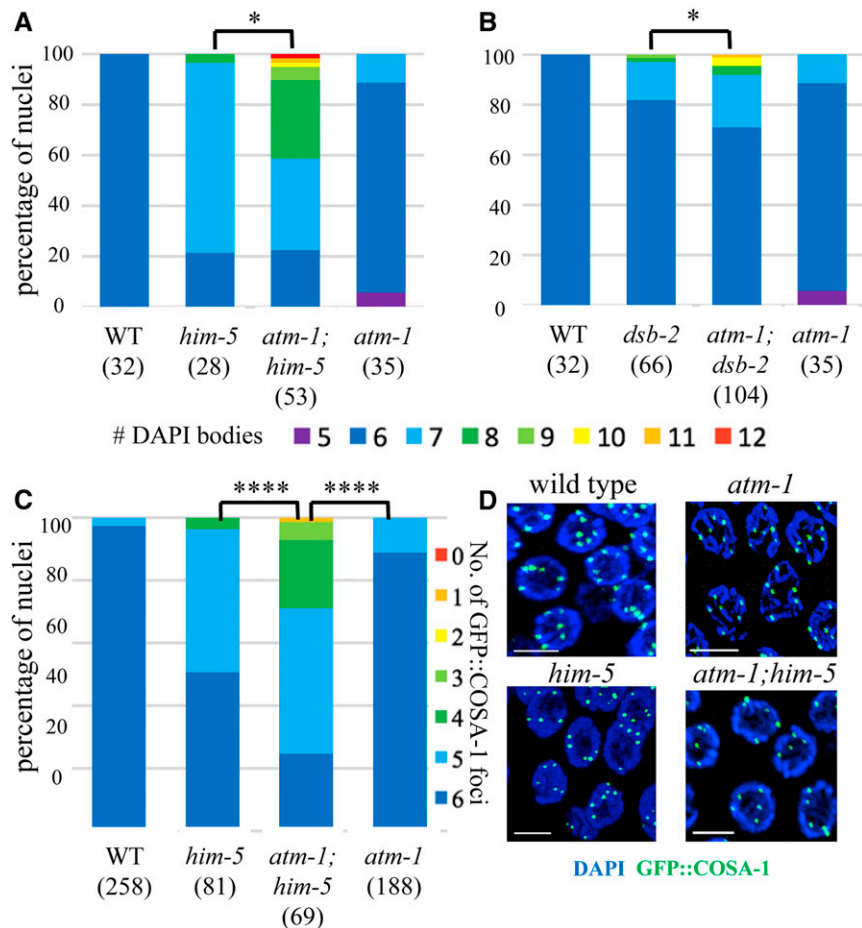 A
*
percentage of nuclei
100
80
60
40
20
0
WT
(32)
him-5
(28)
atm-1;
him-5
(53)
atm-1
(35)
B
*
100
80
60
40
20
0
WT
(32)
dsb-2
(66)
atm-1;
dsb-2
(104)
atm-1
(35)
# DAPI bodies 5 6 7 8 9 10 11 12
C
**** ****
percentage of nuclei
100
80
60
40
20
0
WT
(258)
him-5
(81)
atm-1;
him-5
(69)
atm-1
(188)
No. of GFP::COSA-1 foci
0
1
2
3
4
5
6
D
wild type
atm-1
him-5
atm-1;him-5
DAPI GFP::COSA-1